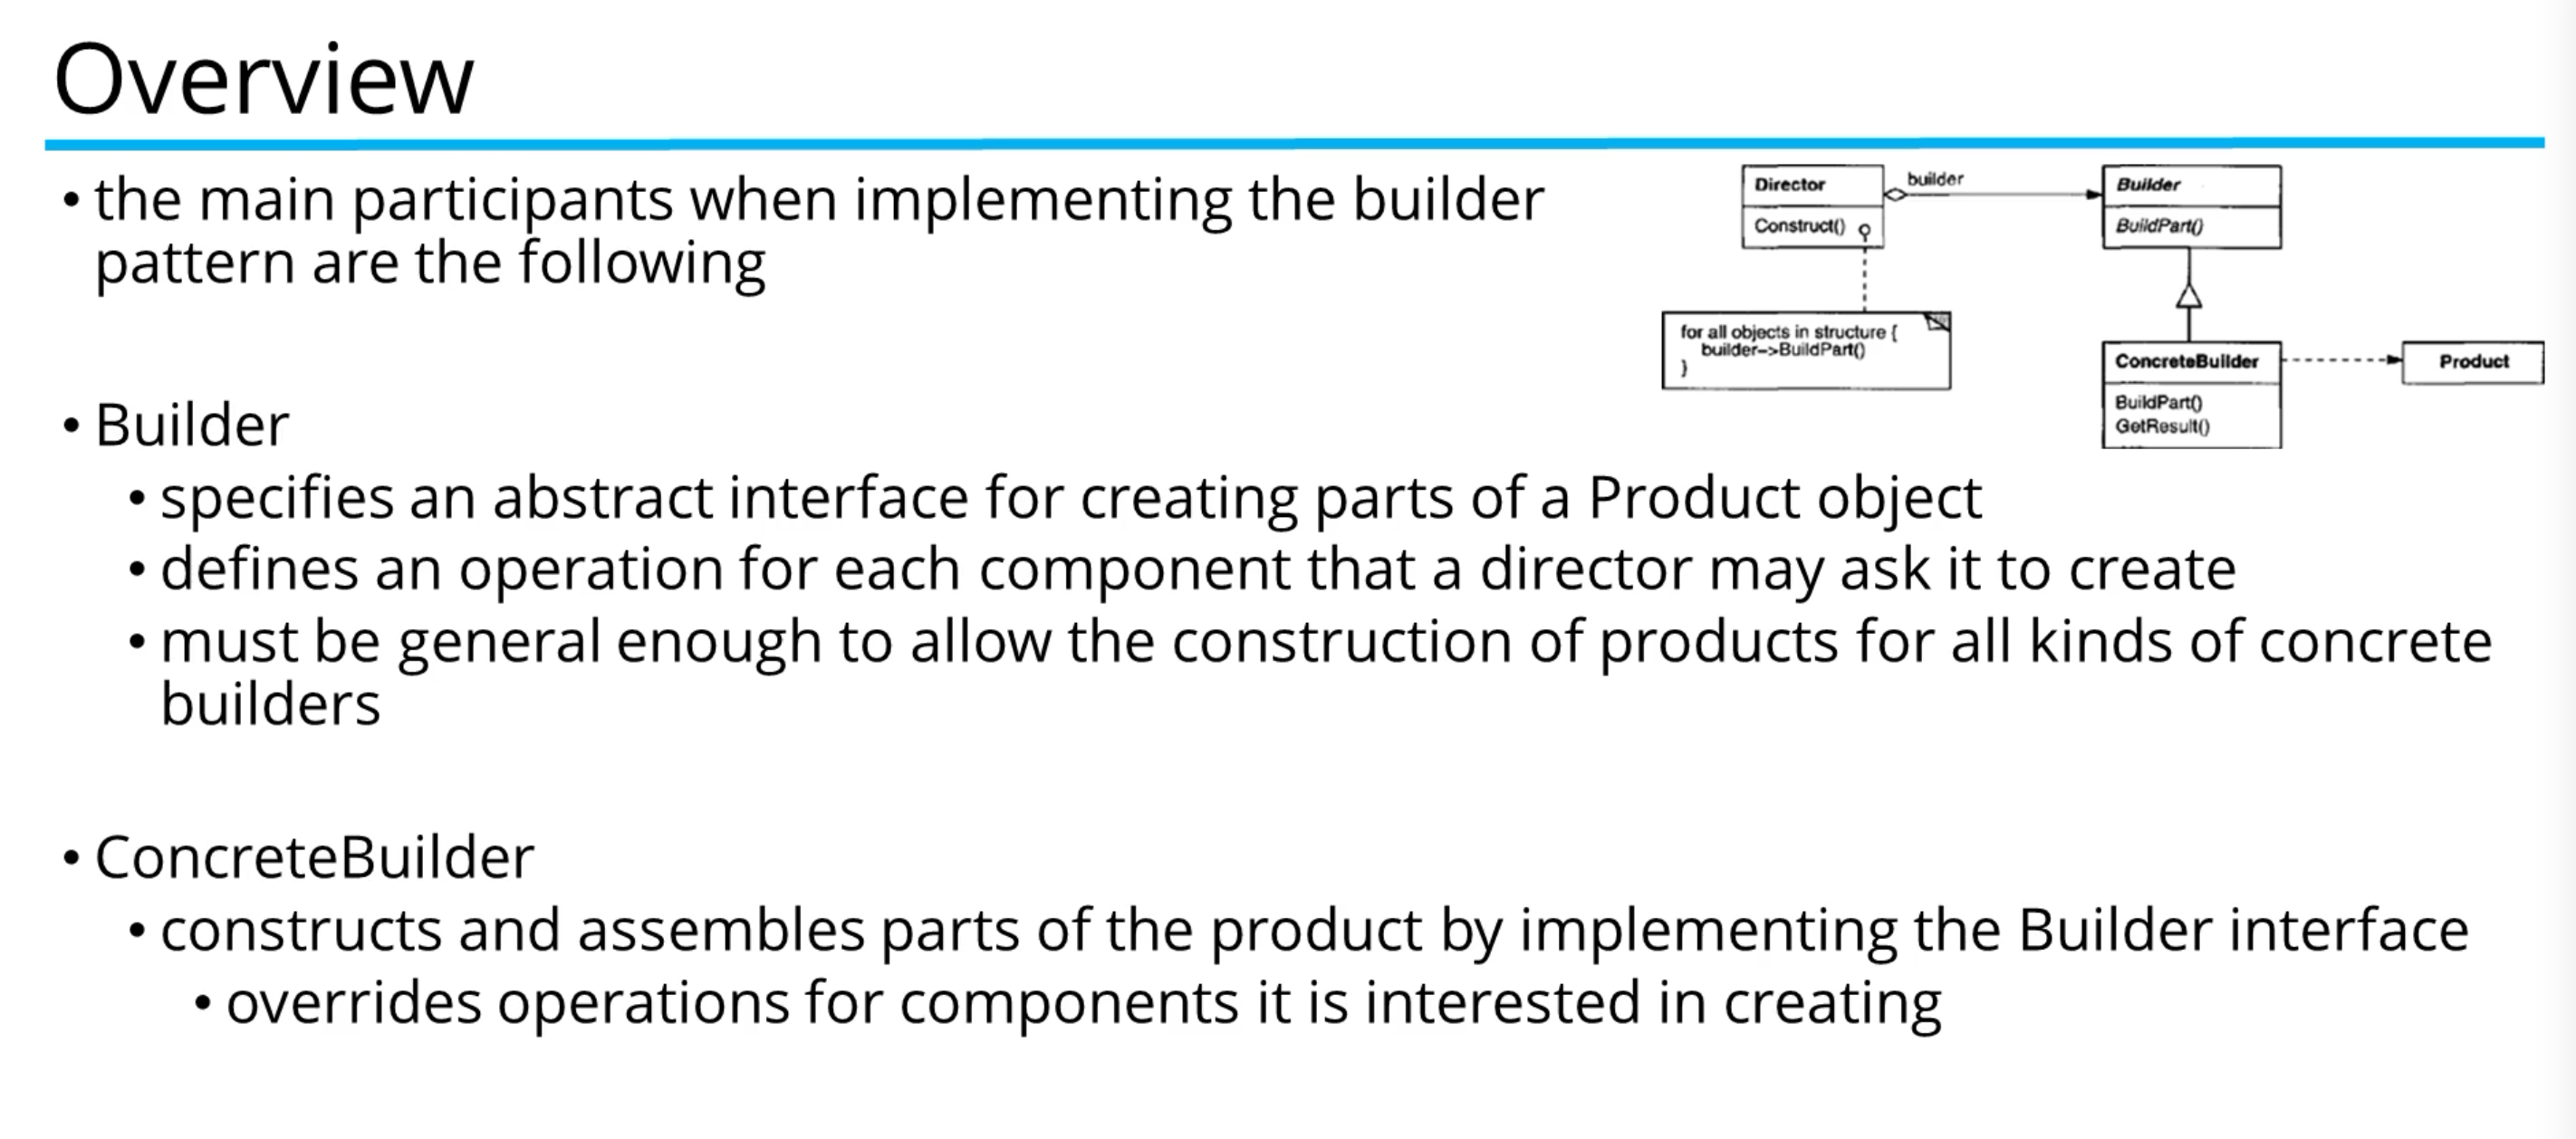 Overview
• the main participants when implementing the builder
pattern are the following
Director
Construct()
builder
Builder
BuildPart()
for all objects in structure {
builder->BuildPart()
}
ConcreteBuilder
BuildPart()
GetResult()
Product
• Builder
• specifies an abstract interface for creating parts of a Product object
• defines an operation for each component that a director may ask it to create
• must be general enough to allow the construction of products for all kinds of concrete
builders
• ConcreteBuilder
• constructs and assembles parts of the product by implementing the Builder interface
• overrides operations for components it is interested in creating